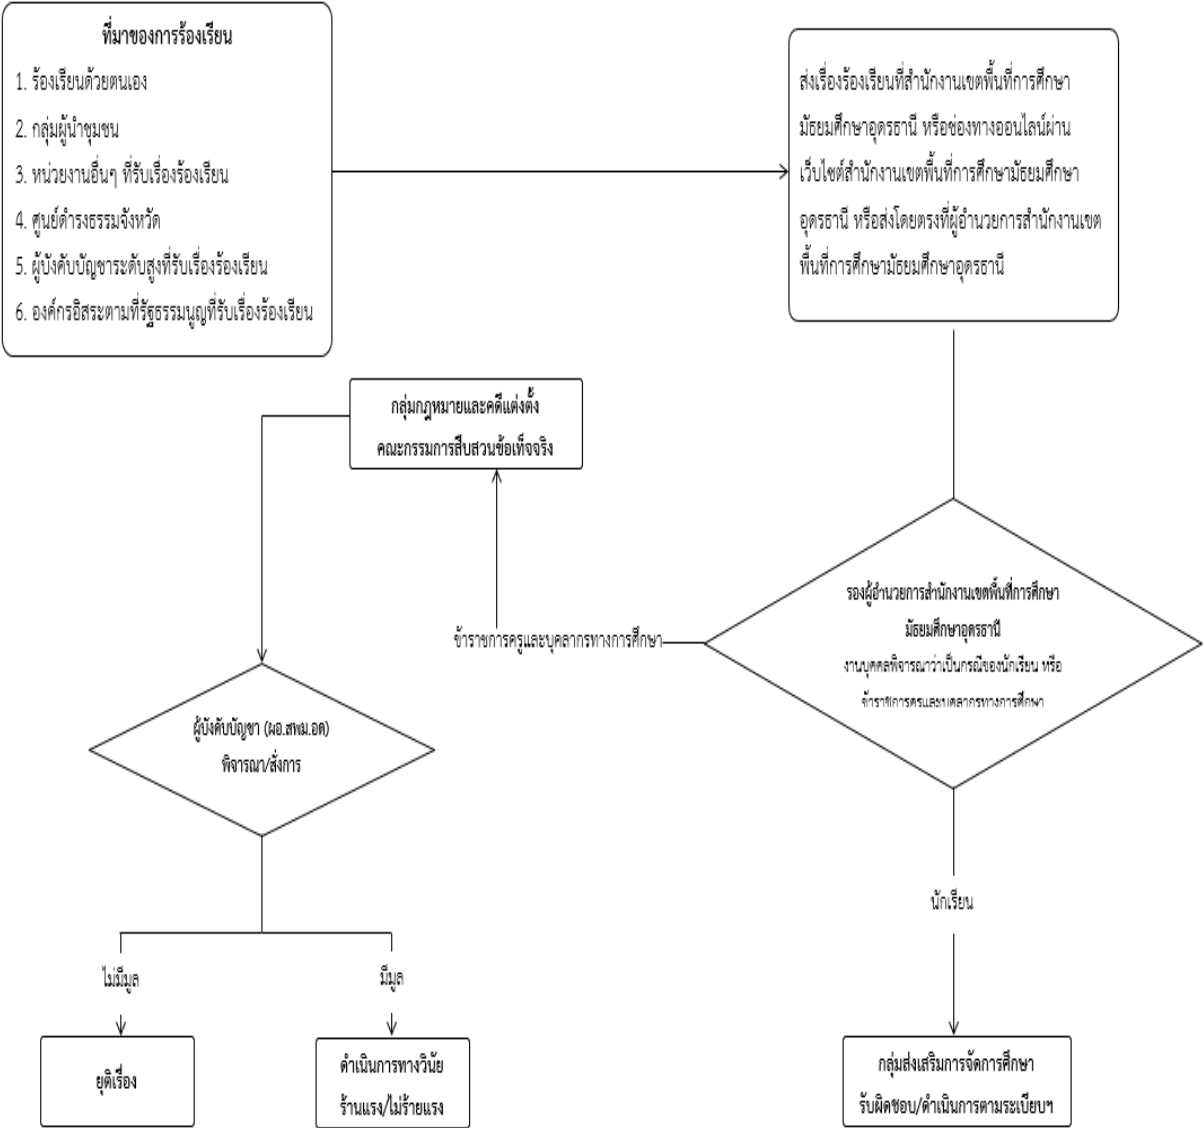 ที่มาของการร้องเรียน
1. ร้องเรียนด้วยตนเอง
2. กลุ่มผู้นำชุมชน
3. หน่วยงานอื่นๆ ที่รับเรื่องร้องเรียน
4. ศูนย์ดำรงธรรมจังหวัด
5. ผู้บังคับบัญชาระดับสูงที่รับเรื่องร้องเรียน
6. องค์กรอิสระตามที่รัฐธรรมนูญที่รับเรื่องร้องเรียน
ส่งเรื่องร้องเรียนที่สำนักงานเขตพื้นที่การศึกษา
มัธยมศึกษาอุดรธานี หรือช่องทางออนไลน์ผ่าน
เว็บไซต์สำนักงานเขตพื้นที่การศึกษามัธยมศึกษา
อุดรธานี หรือส่งโดยตรงที่ผู้อำนวยการสำนักงานเขต
พื้นที่การศึกษามัธยมศึกษาอุดรธานี
กลุ่มกฎหมายและคดีแต่งตั้ง
คณะกรรมการสืบสวนข้อเท็จจริง
รองผู้อำนวยการสำนักงานเขตพื้นที่การศึกษา
มัธยมศึกษาอุดรธานี
งานบุคคลพิจารณาว่าเป็นกรณีของนักเรียน หรือ
ข้าราชการครูและบุคลากรทางการศึกษา
ข้าราชการครูและบุคลากรทางการศึกษา
ผู้บังคับบัญชา (ผอ.สพม.อด)
พิจารณา/สั่งการ
นักเรียน
ไม่มีมูล
มีมูล
ยุติเรื่อง
ดำเนินการทางวินัย
ร้านแรง/ไม่ร้ายแรง
กลุ่มส่งเสริมการจัดการศึกษา
รับผิดชอบ/ดำเนินการตามระเบียบฯ